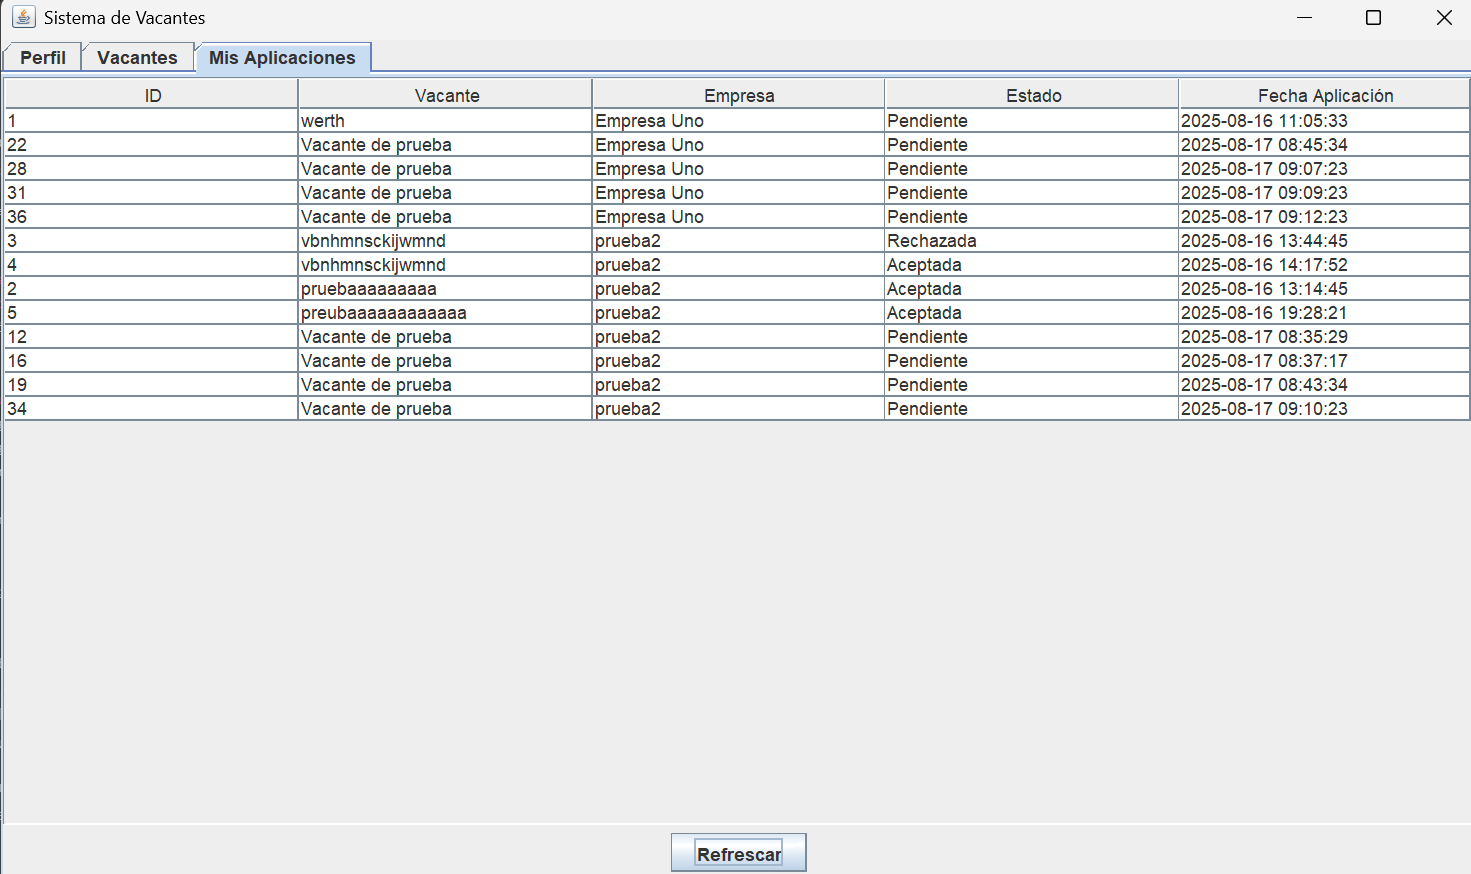 Sistema de Vacantes
Perfil Vacantes Mis Aplicaciones
ID Vacante Empresa Estado Fecha Aplicación
1 werth Empresa Uno Pendiente 2025-08-16 11:05:33
22 Vacante de prueba Empresa Uno Pendiente 2025-08-17 08:45:34
28 Vacante de prueba Empresa Uno Pendiente 2025-08-17 09:07:23
31 Vacante de prueba Empresa Uno Pendiente 2025-08-17 09:09:23
36 Vacante de prueba Empresa Uno Pendiente 2025-08-17 09:12:23
3 vbnhmnsckijwmnd prueba2 Rechazada 2025-08-16 13:44:45
4 vbnhmnsckijwmnd prueba2 Aceptada 2025-08-16 14:17:52
2 pruebaaaaaaaaa prueba2 Aceptada 2025-08-16 13:14:45
5 preubaaaaaaaaaaaa prueba2 Aceptada 2025-08-16 19:28:21
12 Vacante de prueba prueba2 Pendiente 2025-08-17 08:35:29
16 Vacante de prueba prueba2 Pendiente 2025-08-17 08:37:17
19 Vacante de prueba prueba2 Pendiente 2025-08-17 08:43:34
34 Vacante de prueba prueba2 Pendiente 2025-08-17 09:10:23
Refrescar